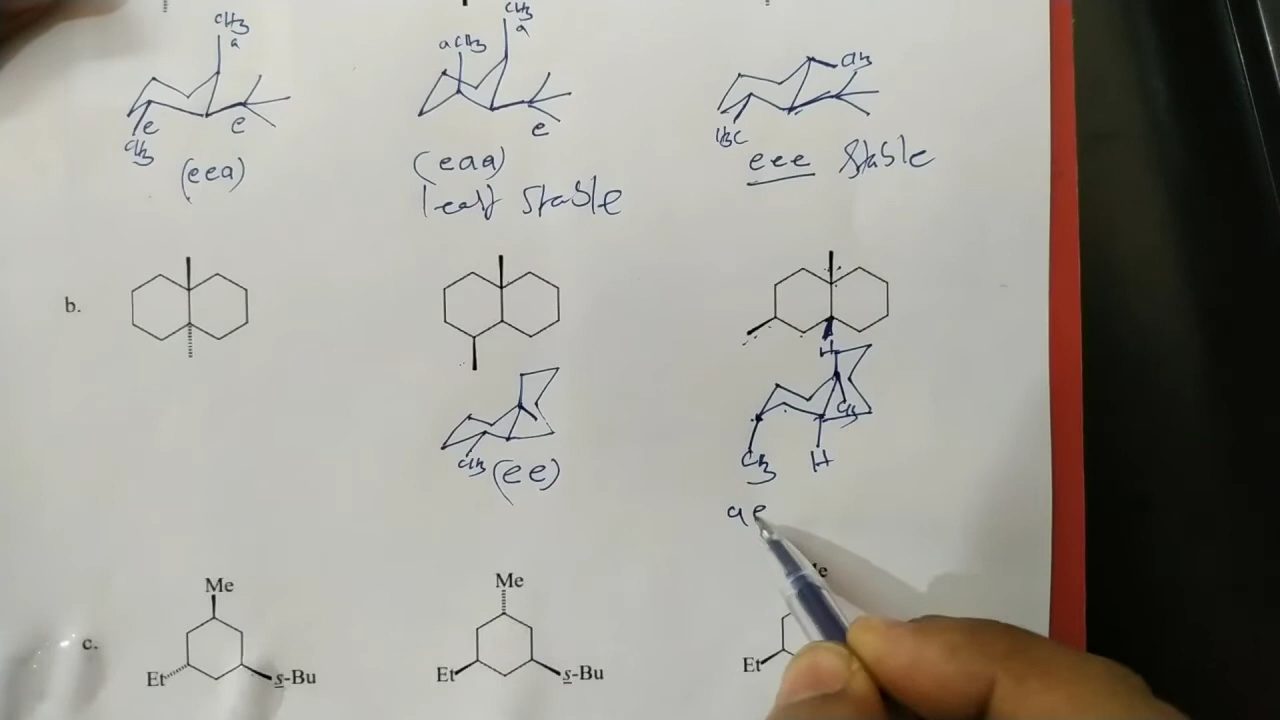 CH3
a
CH3
a
a CH3
CH3
e
e
CH3
e
H3C
(eea)
(eaa)
least stable
eee stable
b.
H
CH3
CH3
(ee)
CH3
H
ae
c.
Me
Et
s-Bu
Me
Et
s-Bu
Et